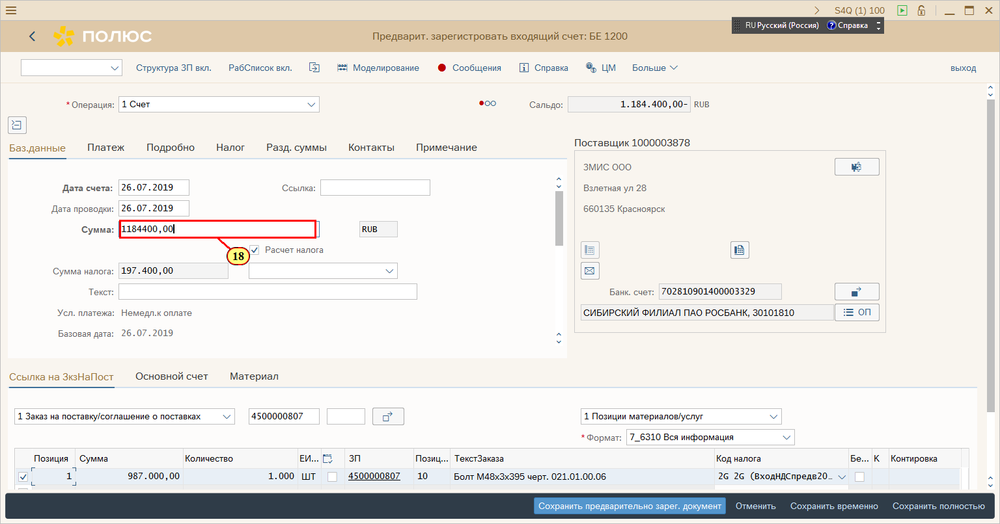 S4Q (1) 100
RU Русский (Россия) Справка
ПОЛЮС
Предварит. зарегистровать входящий счет: БЕ 1200
Структура ЗП вкл. РабСписок вкл. Моделирование Сообщения Справка ЦМ Больше выход
* Операция: 1 Счет Сальдо: 1.184.400,00- RUB
Баз.данные Платеж Подробно Налог Разд. суммы Контакты Примечание
Дата счета: 26.07.2019 Ссылка:
Дата проводки: 26.07.2019
Сумма: 1184400,00 RUB
18 Расчет налога
Сумма налога: 197.400,00
Текст:
Усл. платежа: Немедл.к оплате
Базовая дата: 26.07.2019
Поставщик 1000003878
ЗМИС ООО
Взлетная ул 28
660135 Красноярск
Банк. счет: 702810901400003329
СИБИРСКИЙ ФИЛИАЛ ПАО РОСБАНК, 30101810 ОП
Ссылка на ЗкзНаПост Основной счет Материал
1 Заказ на поставку/соглашение о поставках 4500000807 1 Позиции материалов/услуг
* Формат: 7_6310 Вся информация
Позиция Сумма Количество ЕИ... ЗП Позиц... ТекстЗаказа Код налога Бе... К Контировка
1 987.000,00 1.000 ШТ 4500000807 10 Болт М48х3х395 черт. 021.01.00.06 2G 2G (ВходНДСпредв20...
Сохранить предварительно зарег. документ Отменить Сохранить временно Сохранить полностью